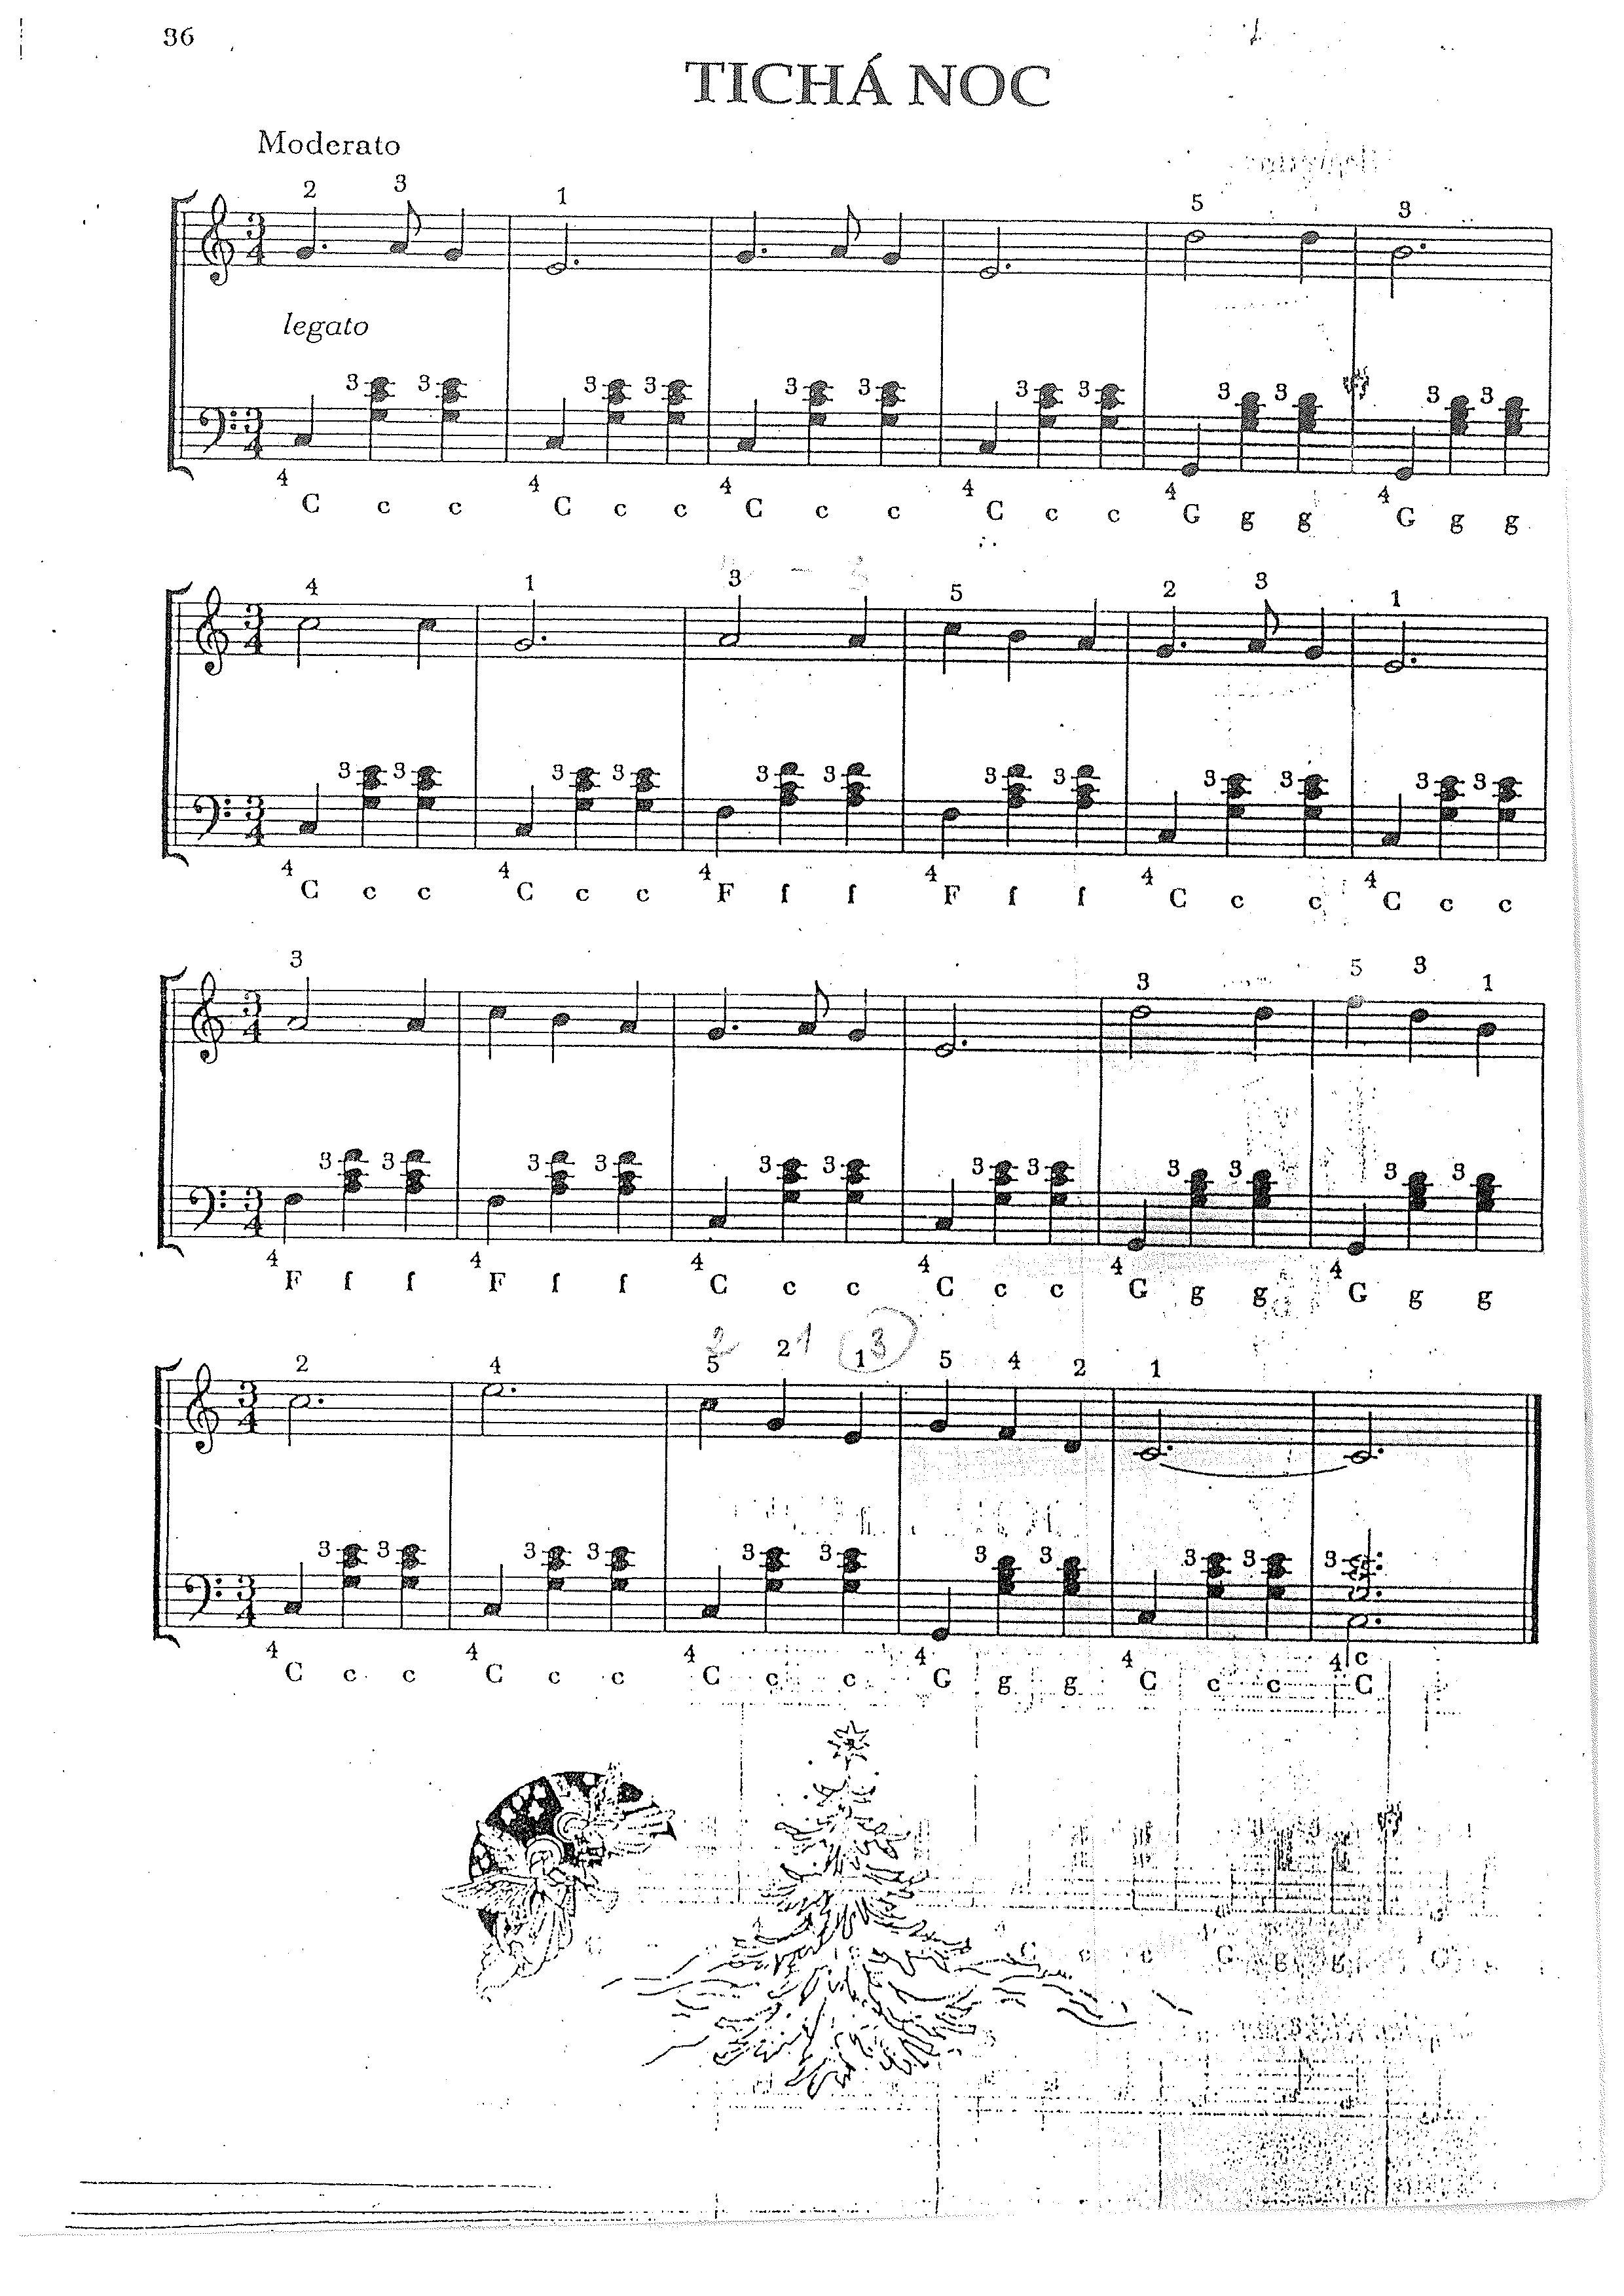 36
TICHÁ NOC
Moderato
2 3 1 5 3
legato
3 3 3 3 3 3 3 3 3 3 3 3
4 4 4 4 4 4
C c c C c c C c c C c c G g g G g g
4 1 3 5 2 3 1
3 3 3 3 3 3 3 3 3 3 3 3
4 4 4 4 4 4
C c c C c c F f f F f f C c c C c c
3 3 5 3 1
3 3 3 3 3 3 3 3 3 3 3 3
4 4 4 4 4 4
F f f F f f C c c C c c G g g G g g
2 1 3
2 4 5 2 1 5 4 2 1
3 3 3 3 3 3 3 3 3 3 3
4 4 4 4 4 4 c
C c c C c c C c c G g g C c c C